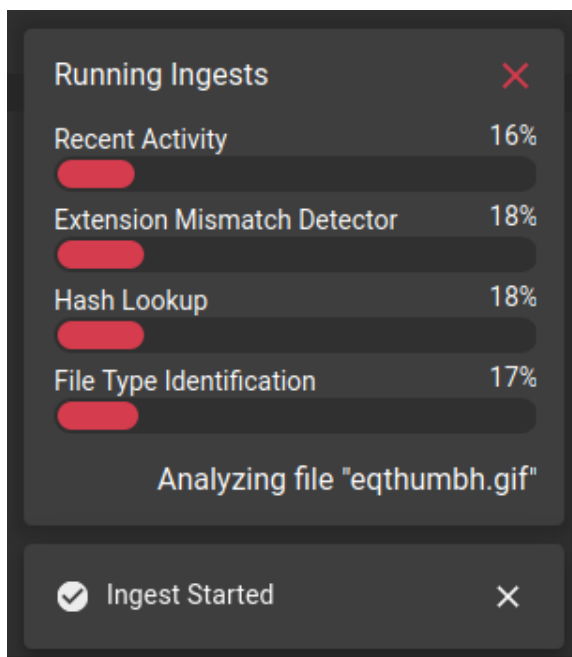 Running Ingests
Recent Activity 16%
Extension Mismatch Detector 18%
Hash Lookup 18%
File Type Identification 17%
Analyzing file "eqthumbh.gif"
Ingest Started